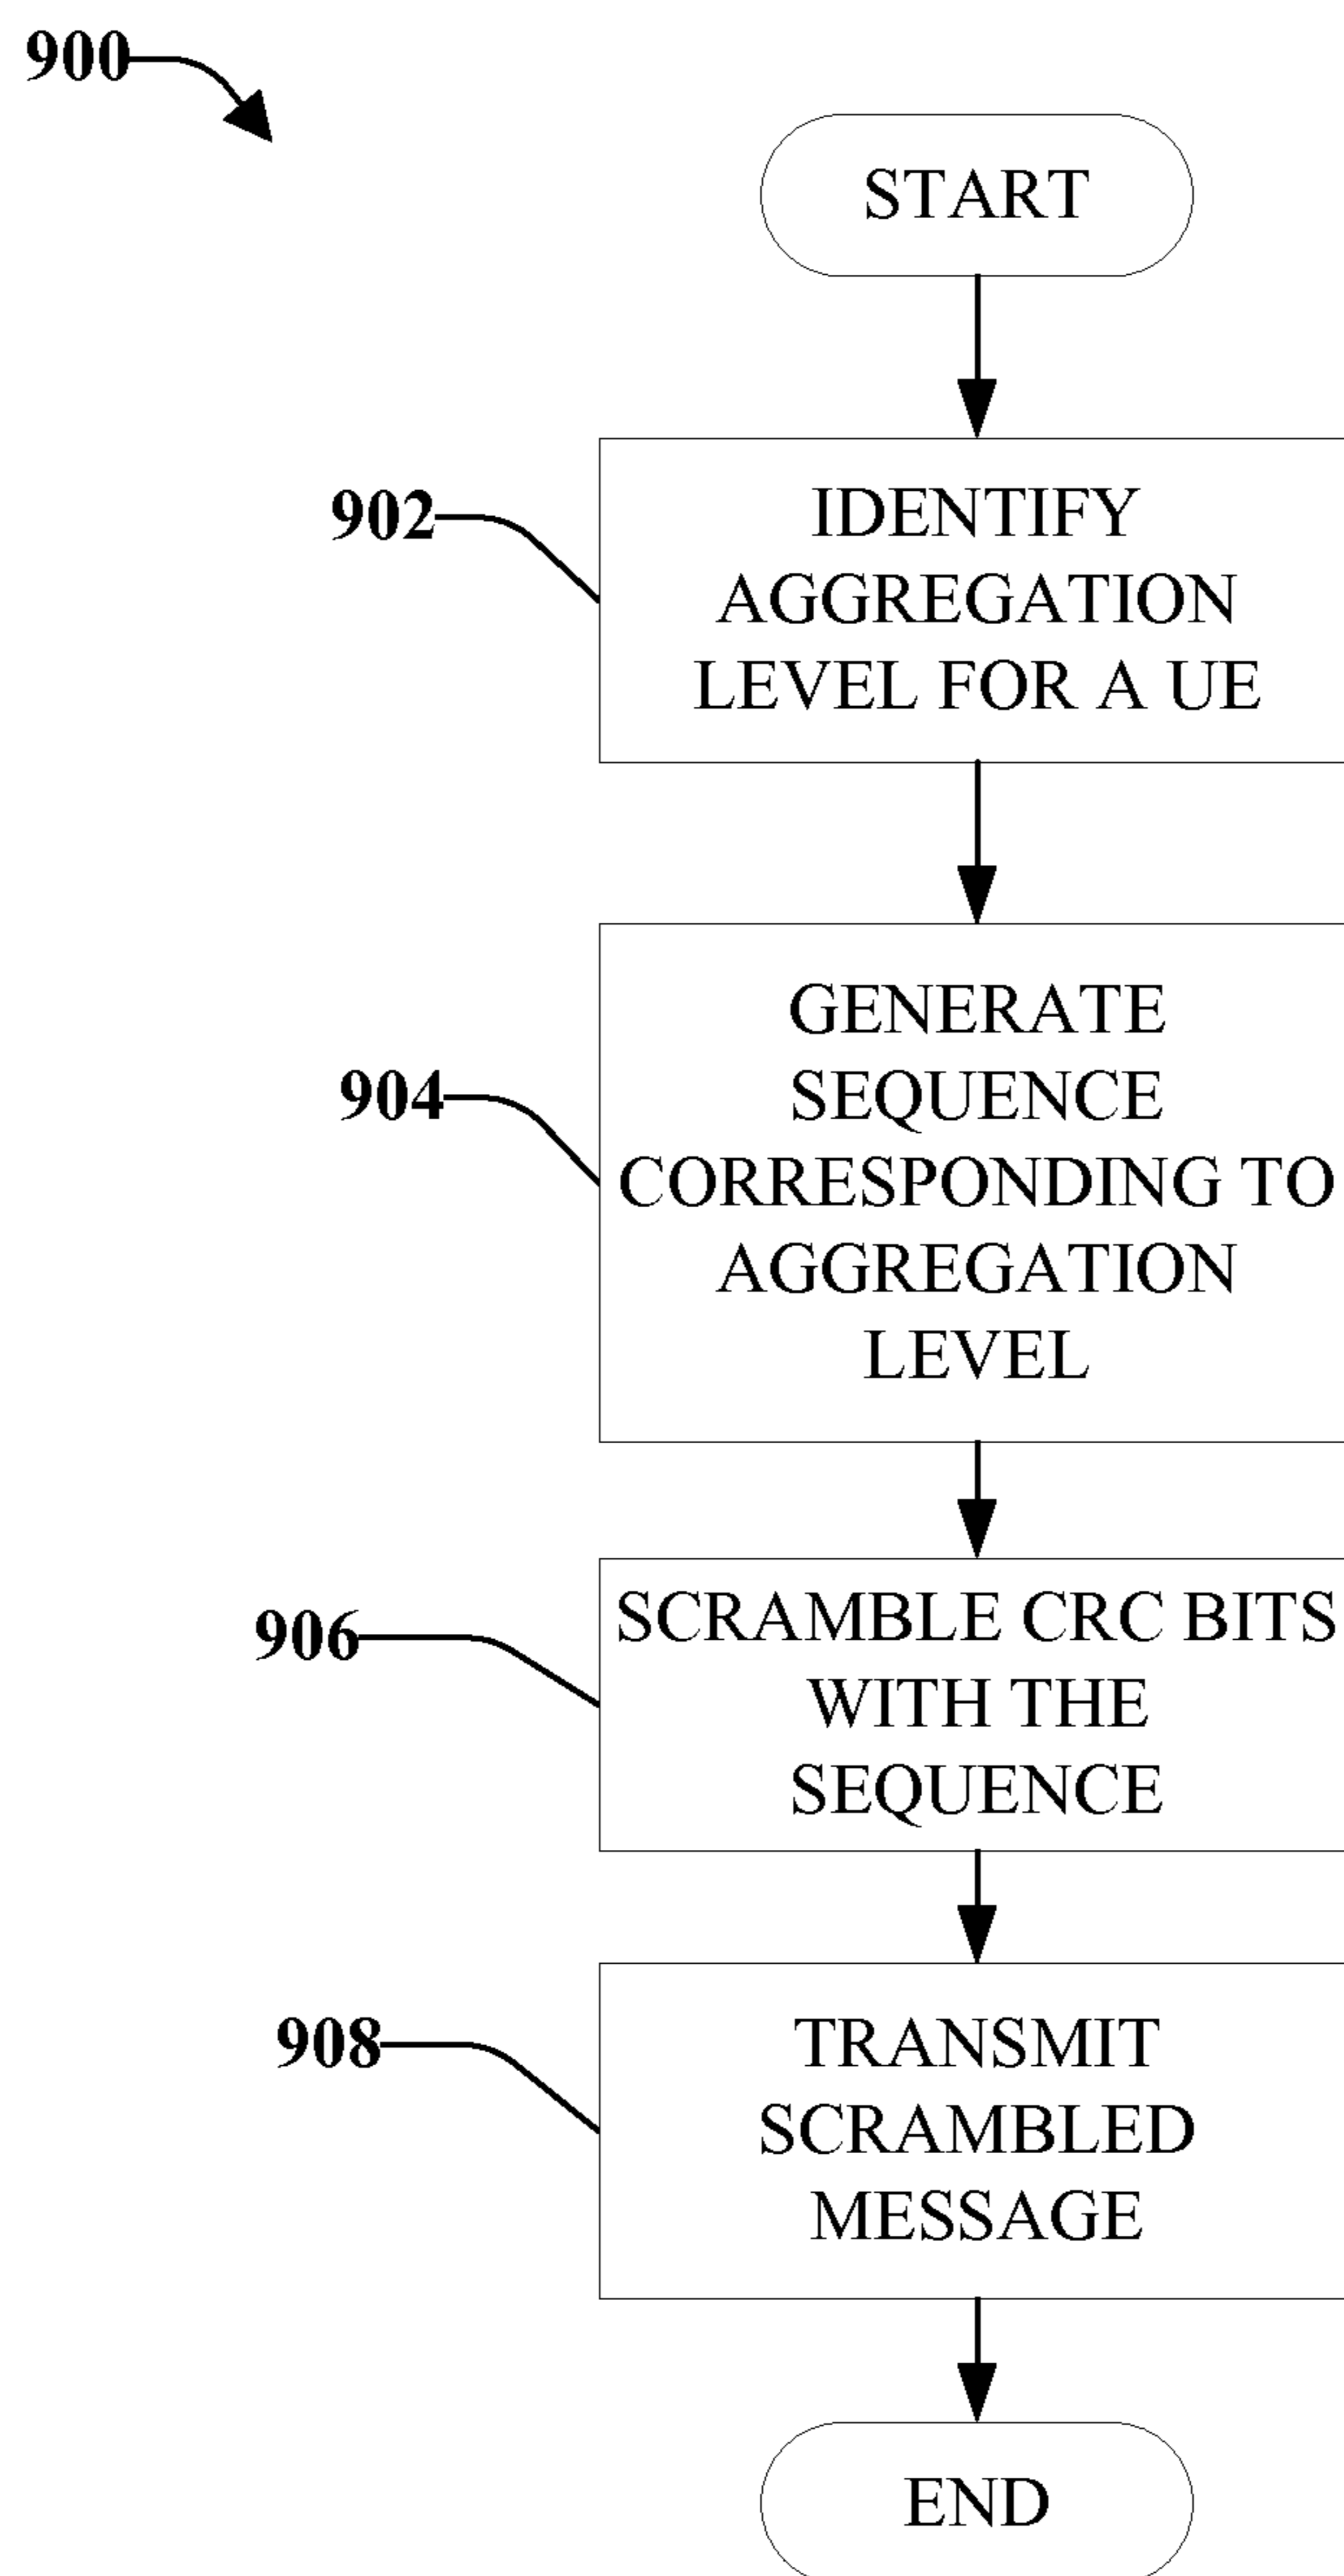 900
START
902
IDENTIFY
AGGREGATION
LEVEL FOR A UE
904
GENERATE
SEQUENCE
CORRESPONDING TO
AGGREGATION
LEVEL
906
SCRAMBLE CRC BITS
WITH THE
SEQUENCE
908
TRANSMIT
SCRAMBLED
MESSAGE
END